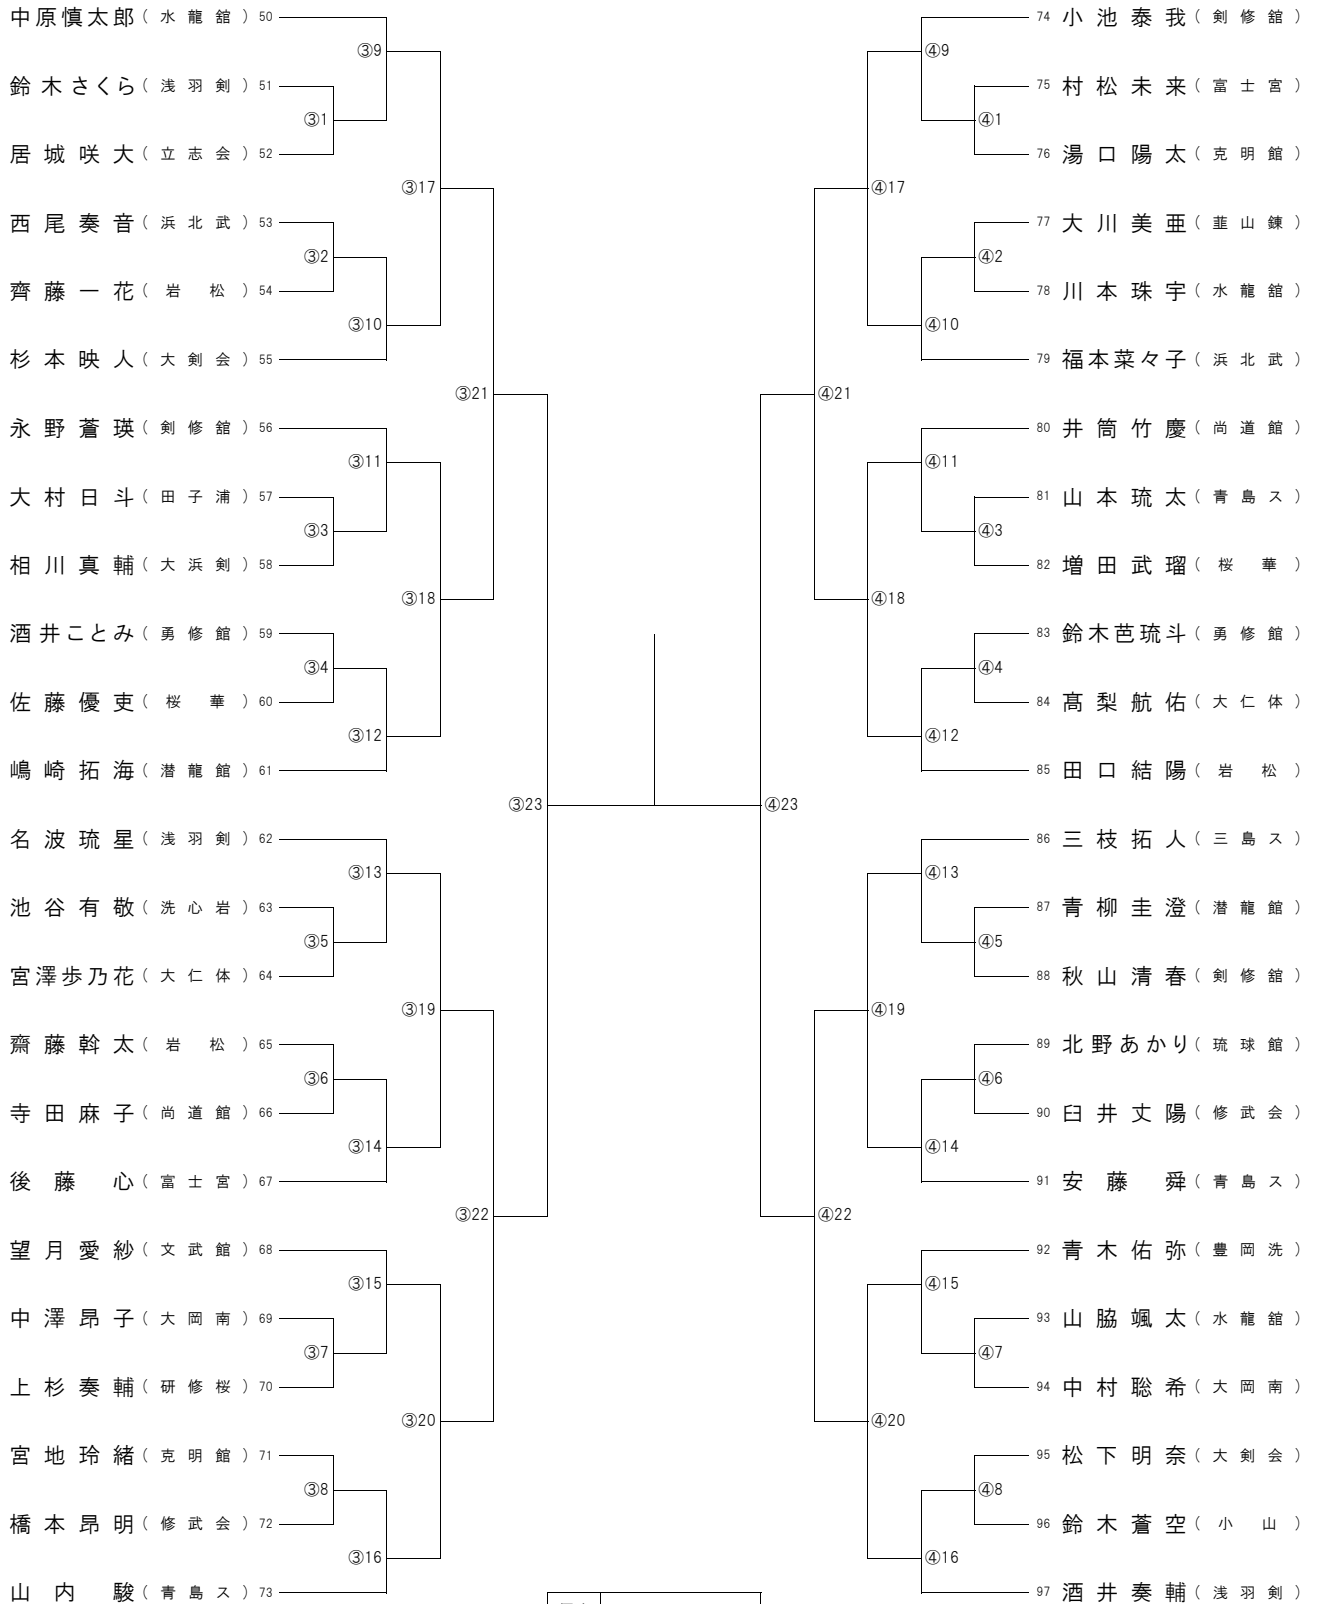 中原慎太郎（水龍舘）50
③9
鈴木さくら（浅羽剣）51
③1
居城咲大（立志会）52
③17
西尾奏音（浜北武）53
③2
齊藤一花（岩松）54
③10
杉本映人（大剣会）55
③21
永野蒼瑛（剣修舘）56
③11
大村日斗（田子浦）57
③3
相川真輔（大浜剣）58
③18
酒井ことみ（勇修館）59
③4
佐藤優吏（桜華）60
③12
嶋崎拓海（潜龍館）61
③23
名波琉星（浅羽剣）62
③13
池谷有敬（洗心岩）63
③5
宮澤歩乃花（大仁体）64
③19
齋藤幹太（岩松）65
③6
寺田麻子（尚道館）66
③14
後藤心（富士宮）67
③22
望月愛紗（文武館）68
③15
中澤昂子（大岡南）69
③7
上杉奏輔（研修桜）70
③20
宮地玲緒（克明館）71
③8
橋本昂明（修武会）72
③16
山内駿（青島ス）73
74 小池泰我（剣修舘）
④9
75 村松未来（富士宮）
④1
76 湯口陽太（克明館）
④17
77 大川美亜（韮山錬）
④2
78 川本珠宇（水龍舘）
④10
79 福本菜々子（浜北武）
④21
80 井筒竹慶（尚道館）
④11
81 山本琉太（青島ス）
④3
82 増田武瑠（桜華）
④18
83 鈴木芭琉斗（勇修館）
④4
84 髙梨航佑（大仁体）
④12
85 田口結陽（岩松）
④23
86 三枝拓人（三島ス）
④13
87 青柳圭澄（潜龍館）
④5
88 秋山清春（剣修舘）
④19
89 北野あかり（琉球館）
④6
90 臼井丈陽（修武会）
④14
91 安藤舜（青島ス）
④22
92 青木佑弥（豊岡洗）
④15
93 山脇颯太（水龍舘）
④7
94 中村聡希（大岡南）
④20
95 松下明奈（大剣会）
④8
96 鈴木蒼空（小山）
④16
97 酒井奏輔（浅羽剣）